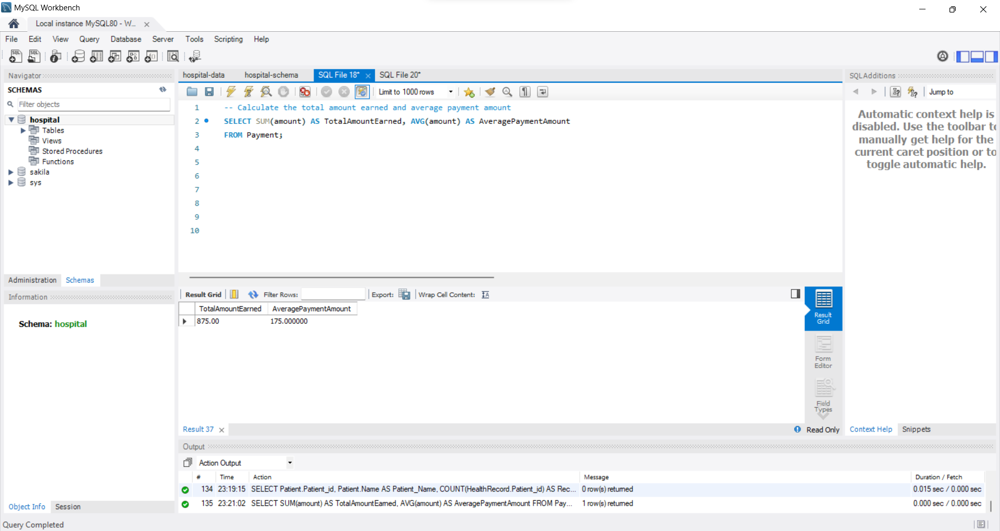 MySQL Workbench
Local instance MySQL80 - W...
File Edit View Query Database Server Tools Scripting Help
Navigator
SCHEMAS
Filter objects
hospital
Tables
Views
Stored Procedures
Functions
sakila
sys
Administration Schemas
Information
Schema: hospital
Object Info Session
Query Completed
hospital-data hospital-schema SQL File 18* SQL File 20*
Limit to 1000 rows
1 -- Calculate the total amount earned and average payment amount
2 SELECT SUM(amount) AS TotalAmountEarned, AVG(amount) AS AveragePaymentAmount
3 FROM Payment;
4
5
6
7
8
9
10
Result Grid Filter Rows: Export: Wrap Cell Content:
TotalAmountEarned AveragePaymentAmount
875.00 175.000000
Result Grid
Form Editor
Field Types
Result 37 Read Only
SQLAdditions
Jump to
Automatic context help is
disabled. Use the toolbar to
manually get help for the
current caret position or to
toggle automatic help.
Context Help Snippets
Output
Action Output
# Time Action Message Duration / Fetch
134 23:19:15 SELECT Patient.Patient_id, Patient.Name AS Patient_Name, COUNT(HealthRecord.Patient_id) AS Rec... 0 row(s) returned 0.015 sec / 0.000 sec
135 23:21:02 SELECT SUM(amount) AS TotalAmountEarned, AVG(amount) AS AveragePaymentAmount FROM Pay... 1 row(s) returned 0.000 sec / 0.000 sec